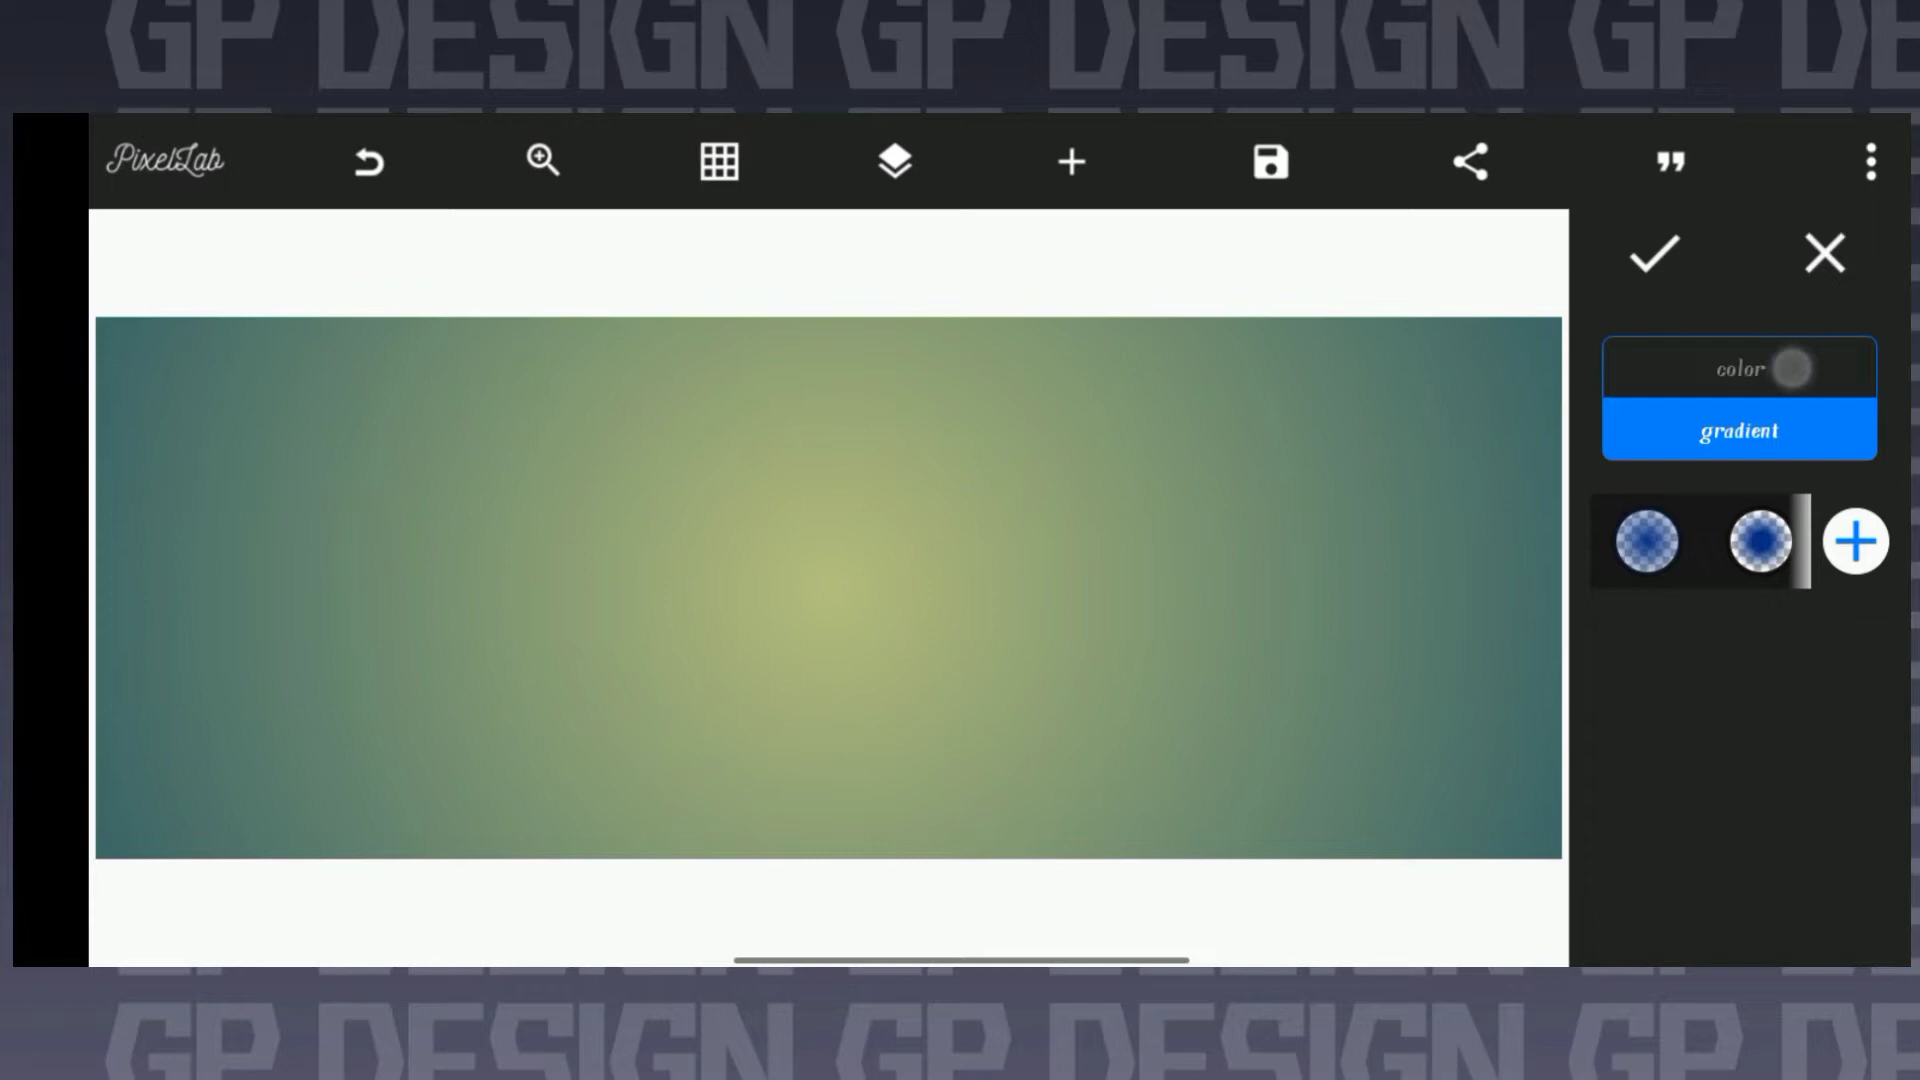 GP DESIGN GP DESIGN GP DE
PixelLab
color
gradient
GP DESIGN GP DESIGN GP DE